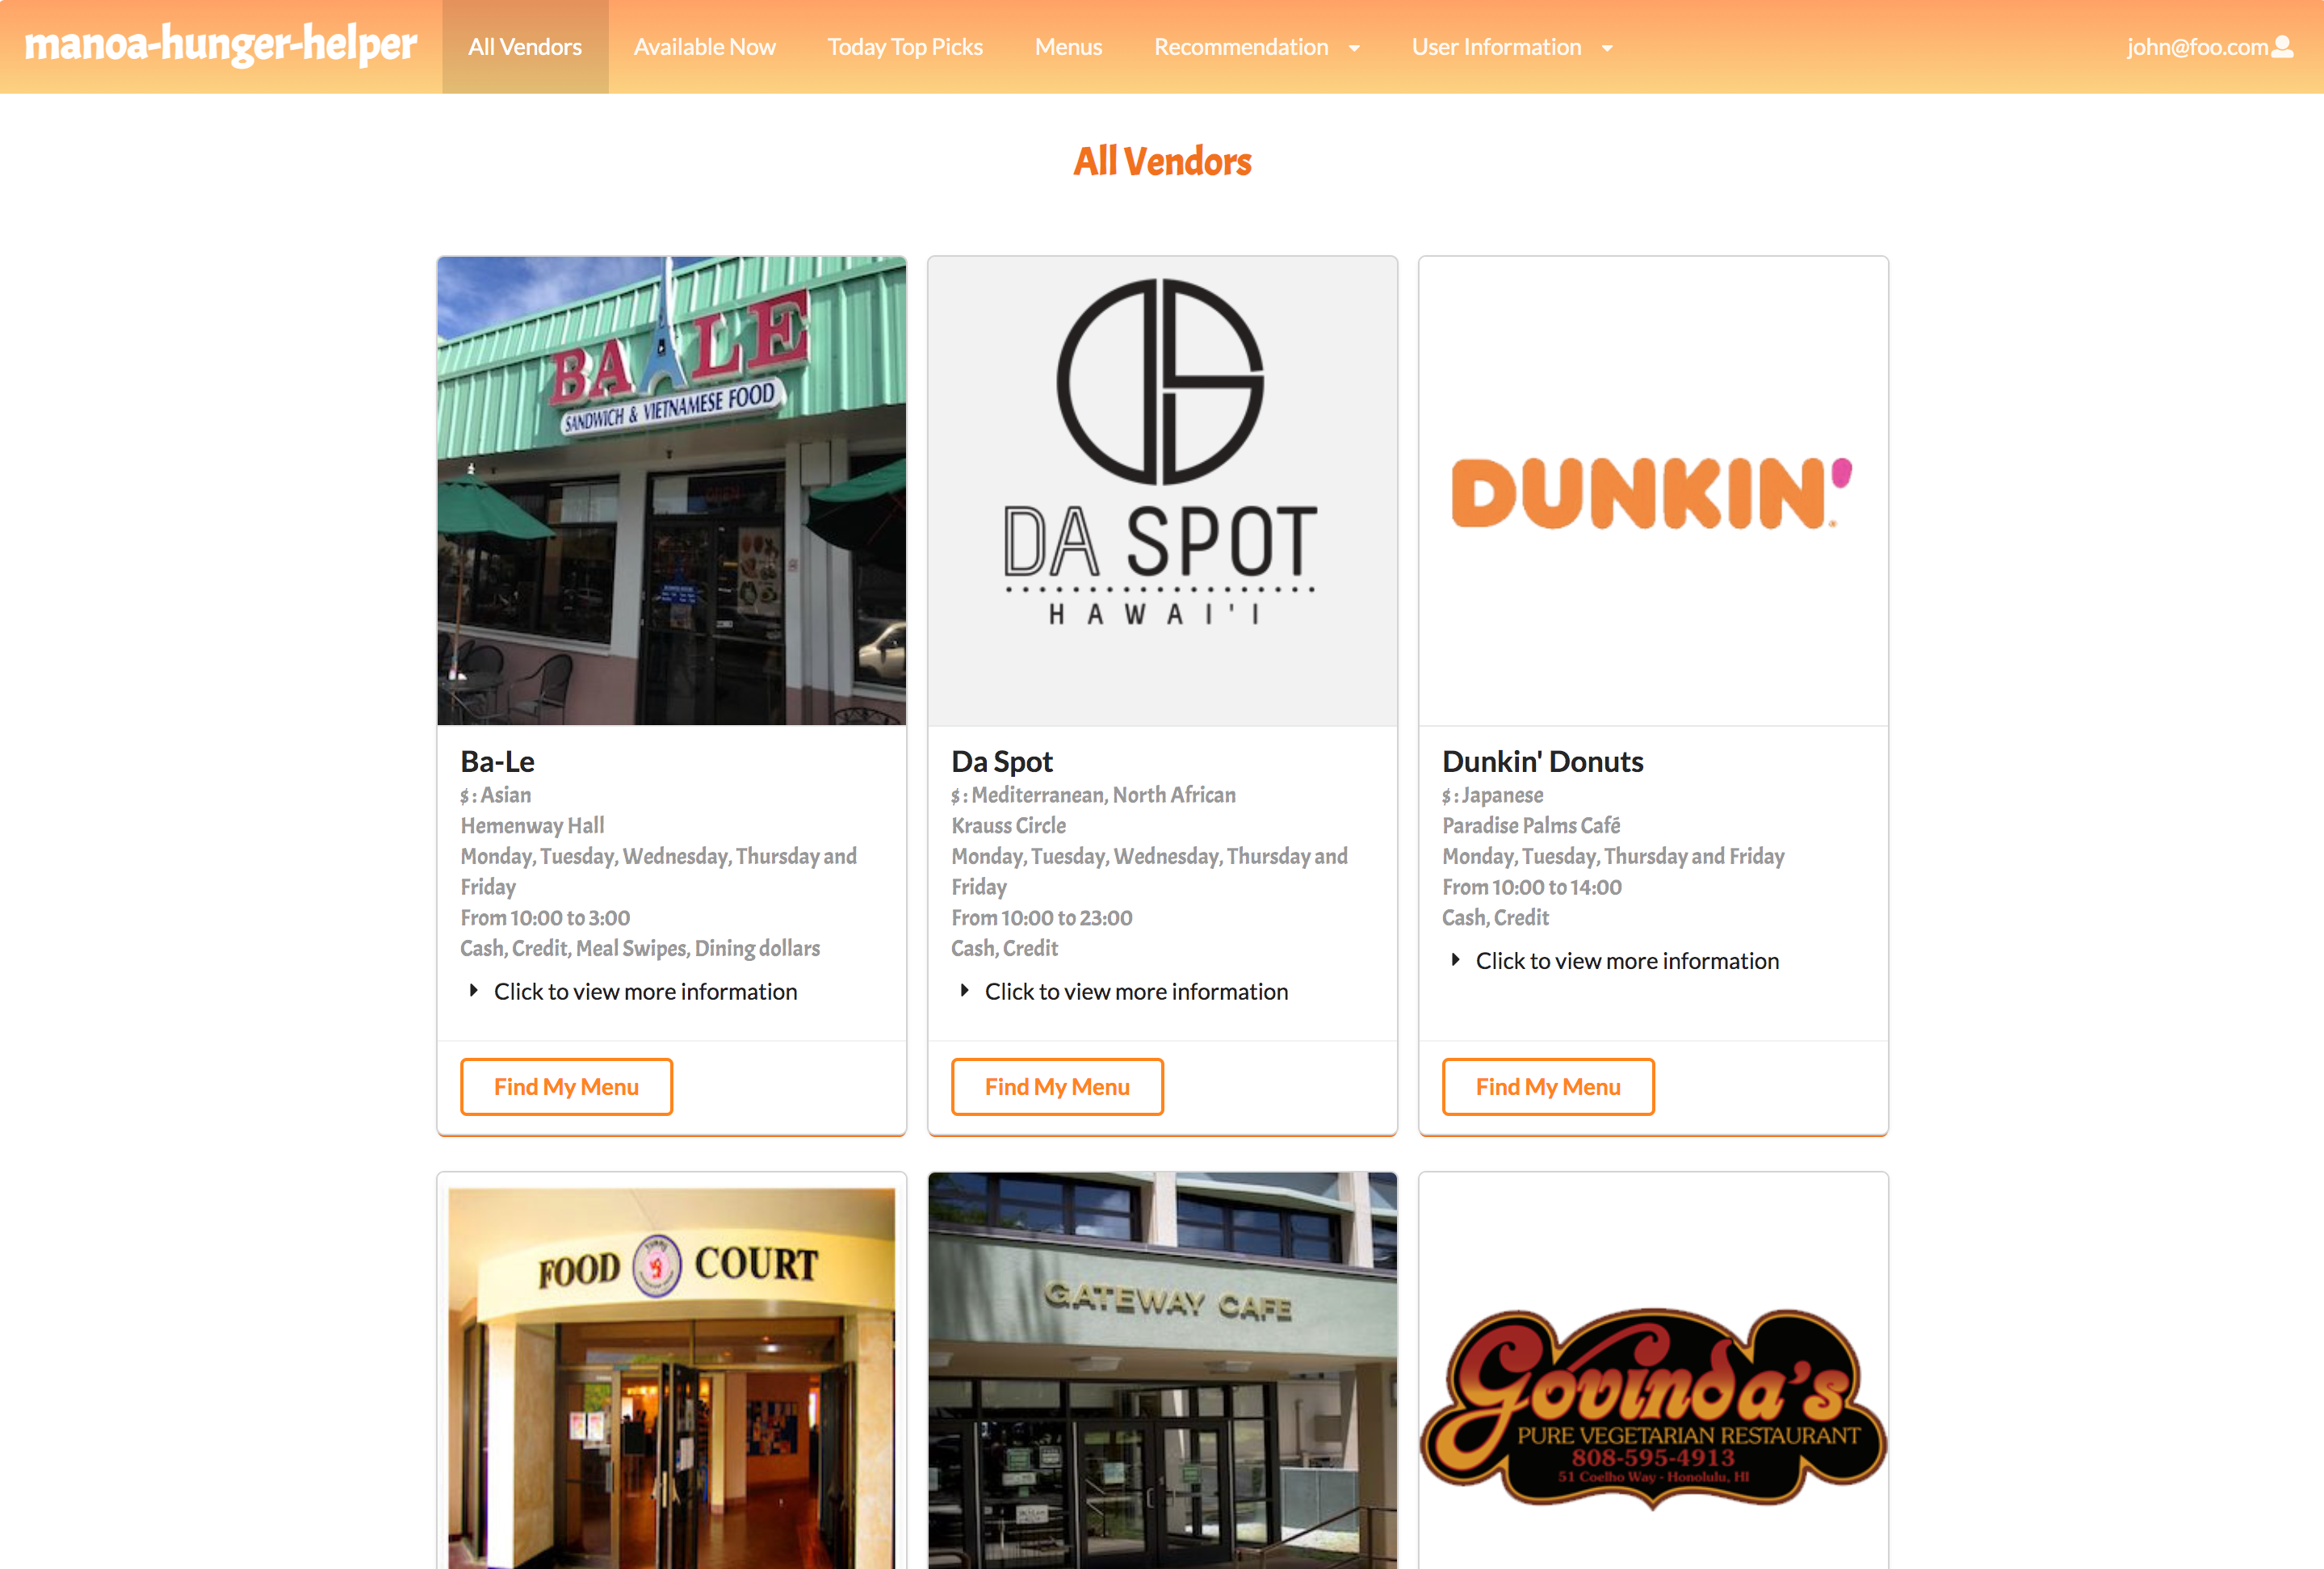 manoa-hunger-helper All Vendors Available Now Today Top Picks Menus Recommendation User Information john@foo.com
All Vendors
BA LE
SANDWICH & VIETNAMESE FOOD
DA SPOT
HAWAI'I
DUNKIN'
Ba-Le
$ : Asian
Hemenway Hall
Monday, Tuesday, Wednesday, Thursday and
Friday
From 10:00 to 3:00
Cash, Credit, Meal Swipes, Dining dollars
Click to view more information
Find My Menu
Da Spot
$ : Mediterranean, North African
Krauss Circle
Monday, Tuesday, Wednesday, Thursday and
Friday
From 10:00 to 23:00
Cash, Credit
Click to view more information
Find My Menu
Dunkin' Donuts
$ : Japanese
Paradise Palms Café
Monday, Tuesday, Thursday and Friday
From 10:00 to 14:00
Cash, Credit
Click to view more information
Find My Menu
FOOD COURT
GATEWAY CAFE
Govinda's
PURE VEGETARIAN RESTAURANT
808-595-4913
51 Coelho Way - Honolulu, HI